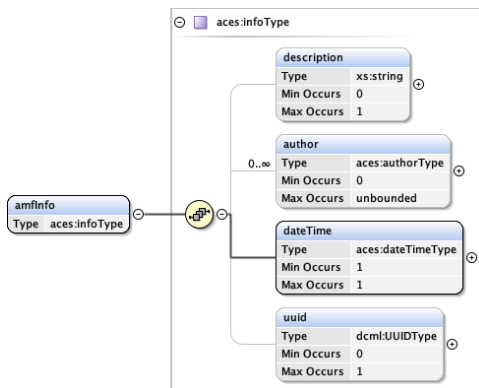 aces:infoType
description
Type xs:string
Min Occurs 0
Max Occurs 1
author
0..∞
Type aces:authorType
Min Occurs 0
Max Occurs unbounded
amfInfo
Type aces:infoType
dateTime
Type aces:dateTimeType
Min Occurs 1
Max Occurs 1
uuid
Type dcml:UUIDType
Min Occurs 0
Max Occurs 1